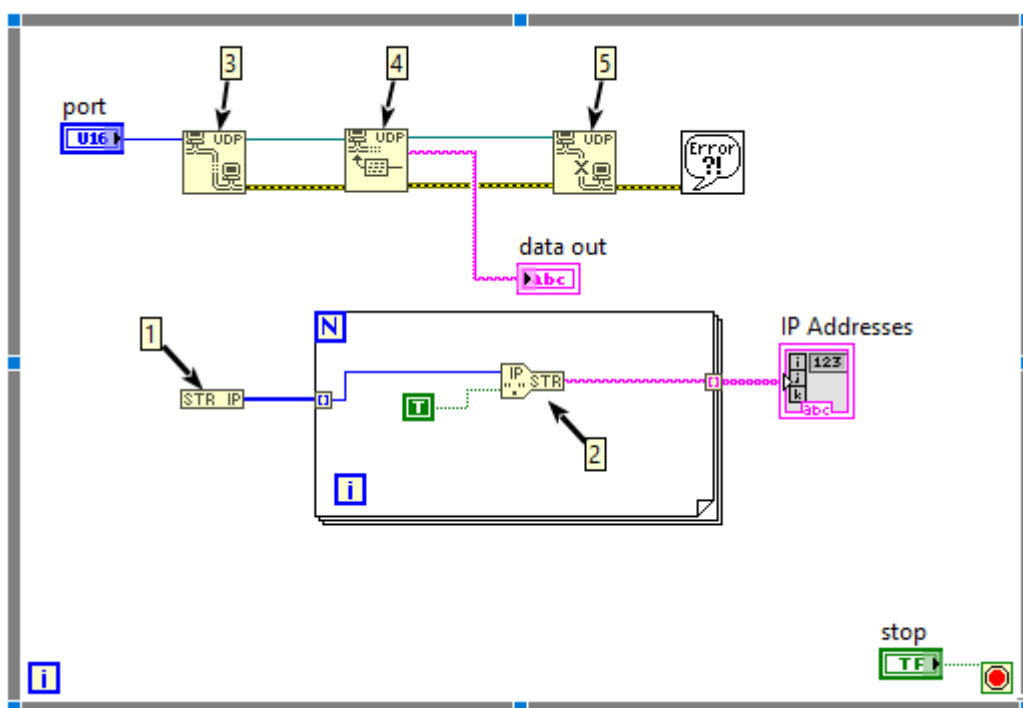 3
4
5
port
U16
UDP
UDP
UDP
Error
?!
data out
abc
1
N
IP Addresses
STR IP
IP
STR
T
i
123
j
k
abc
2
i
stop
TF
i